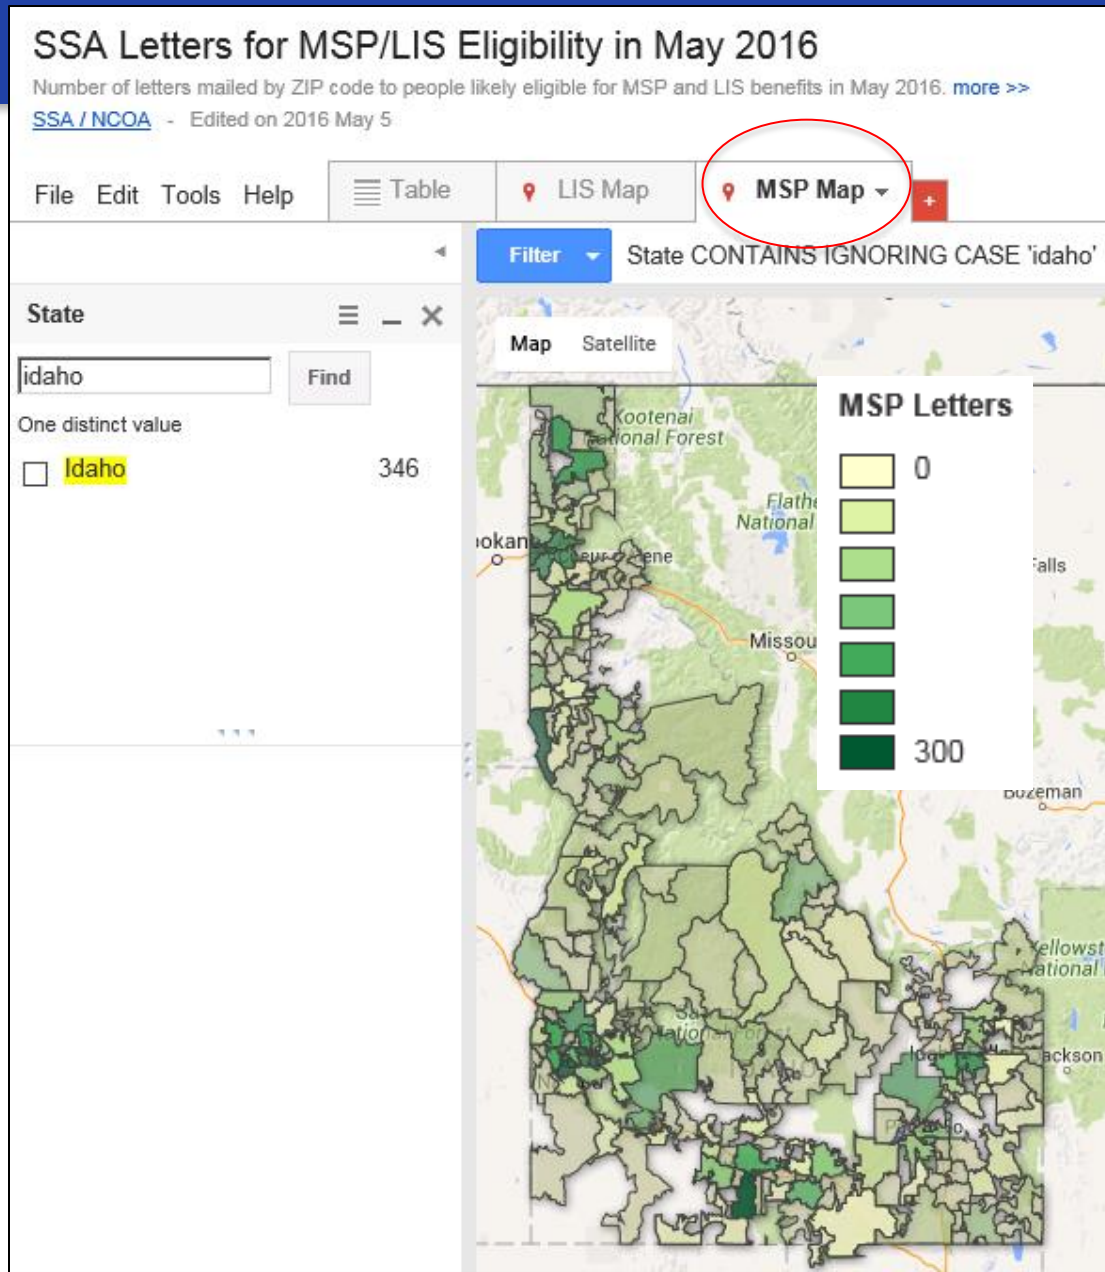 SSA Letters for MSP/LIS Eligibility in May 2016
Number of letters mailed by ZIP code to people likely eligible for MSP and LIS benefits in May 2016. more >>
SSA / NCOA - Edited on 2016 May 5
File Edit Tools Help Table LIS Map MSP Map +
Filter State CONTAINS IGNORING CASE 'idaho'
State
Map Satellite
idaho Find
One distinct value
Idaho 346
MSP Letters
0
300
Kootenai
National Forest
Flathe
National
Falls
Missou
Bozeman
Yellowst
National
ackson